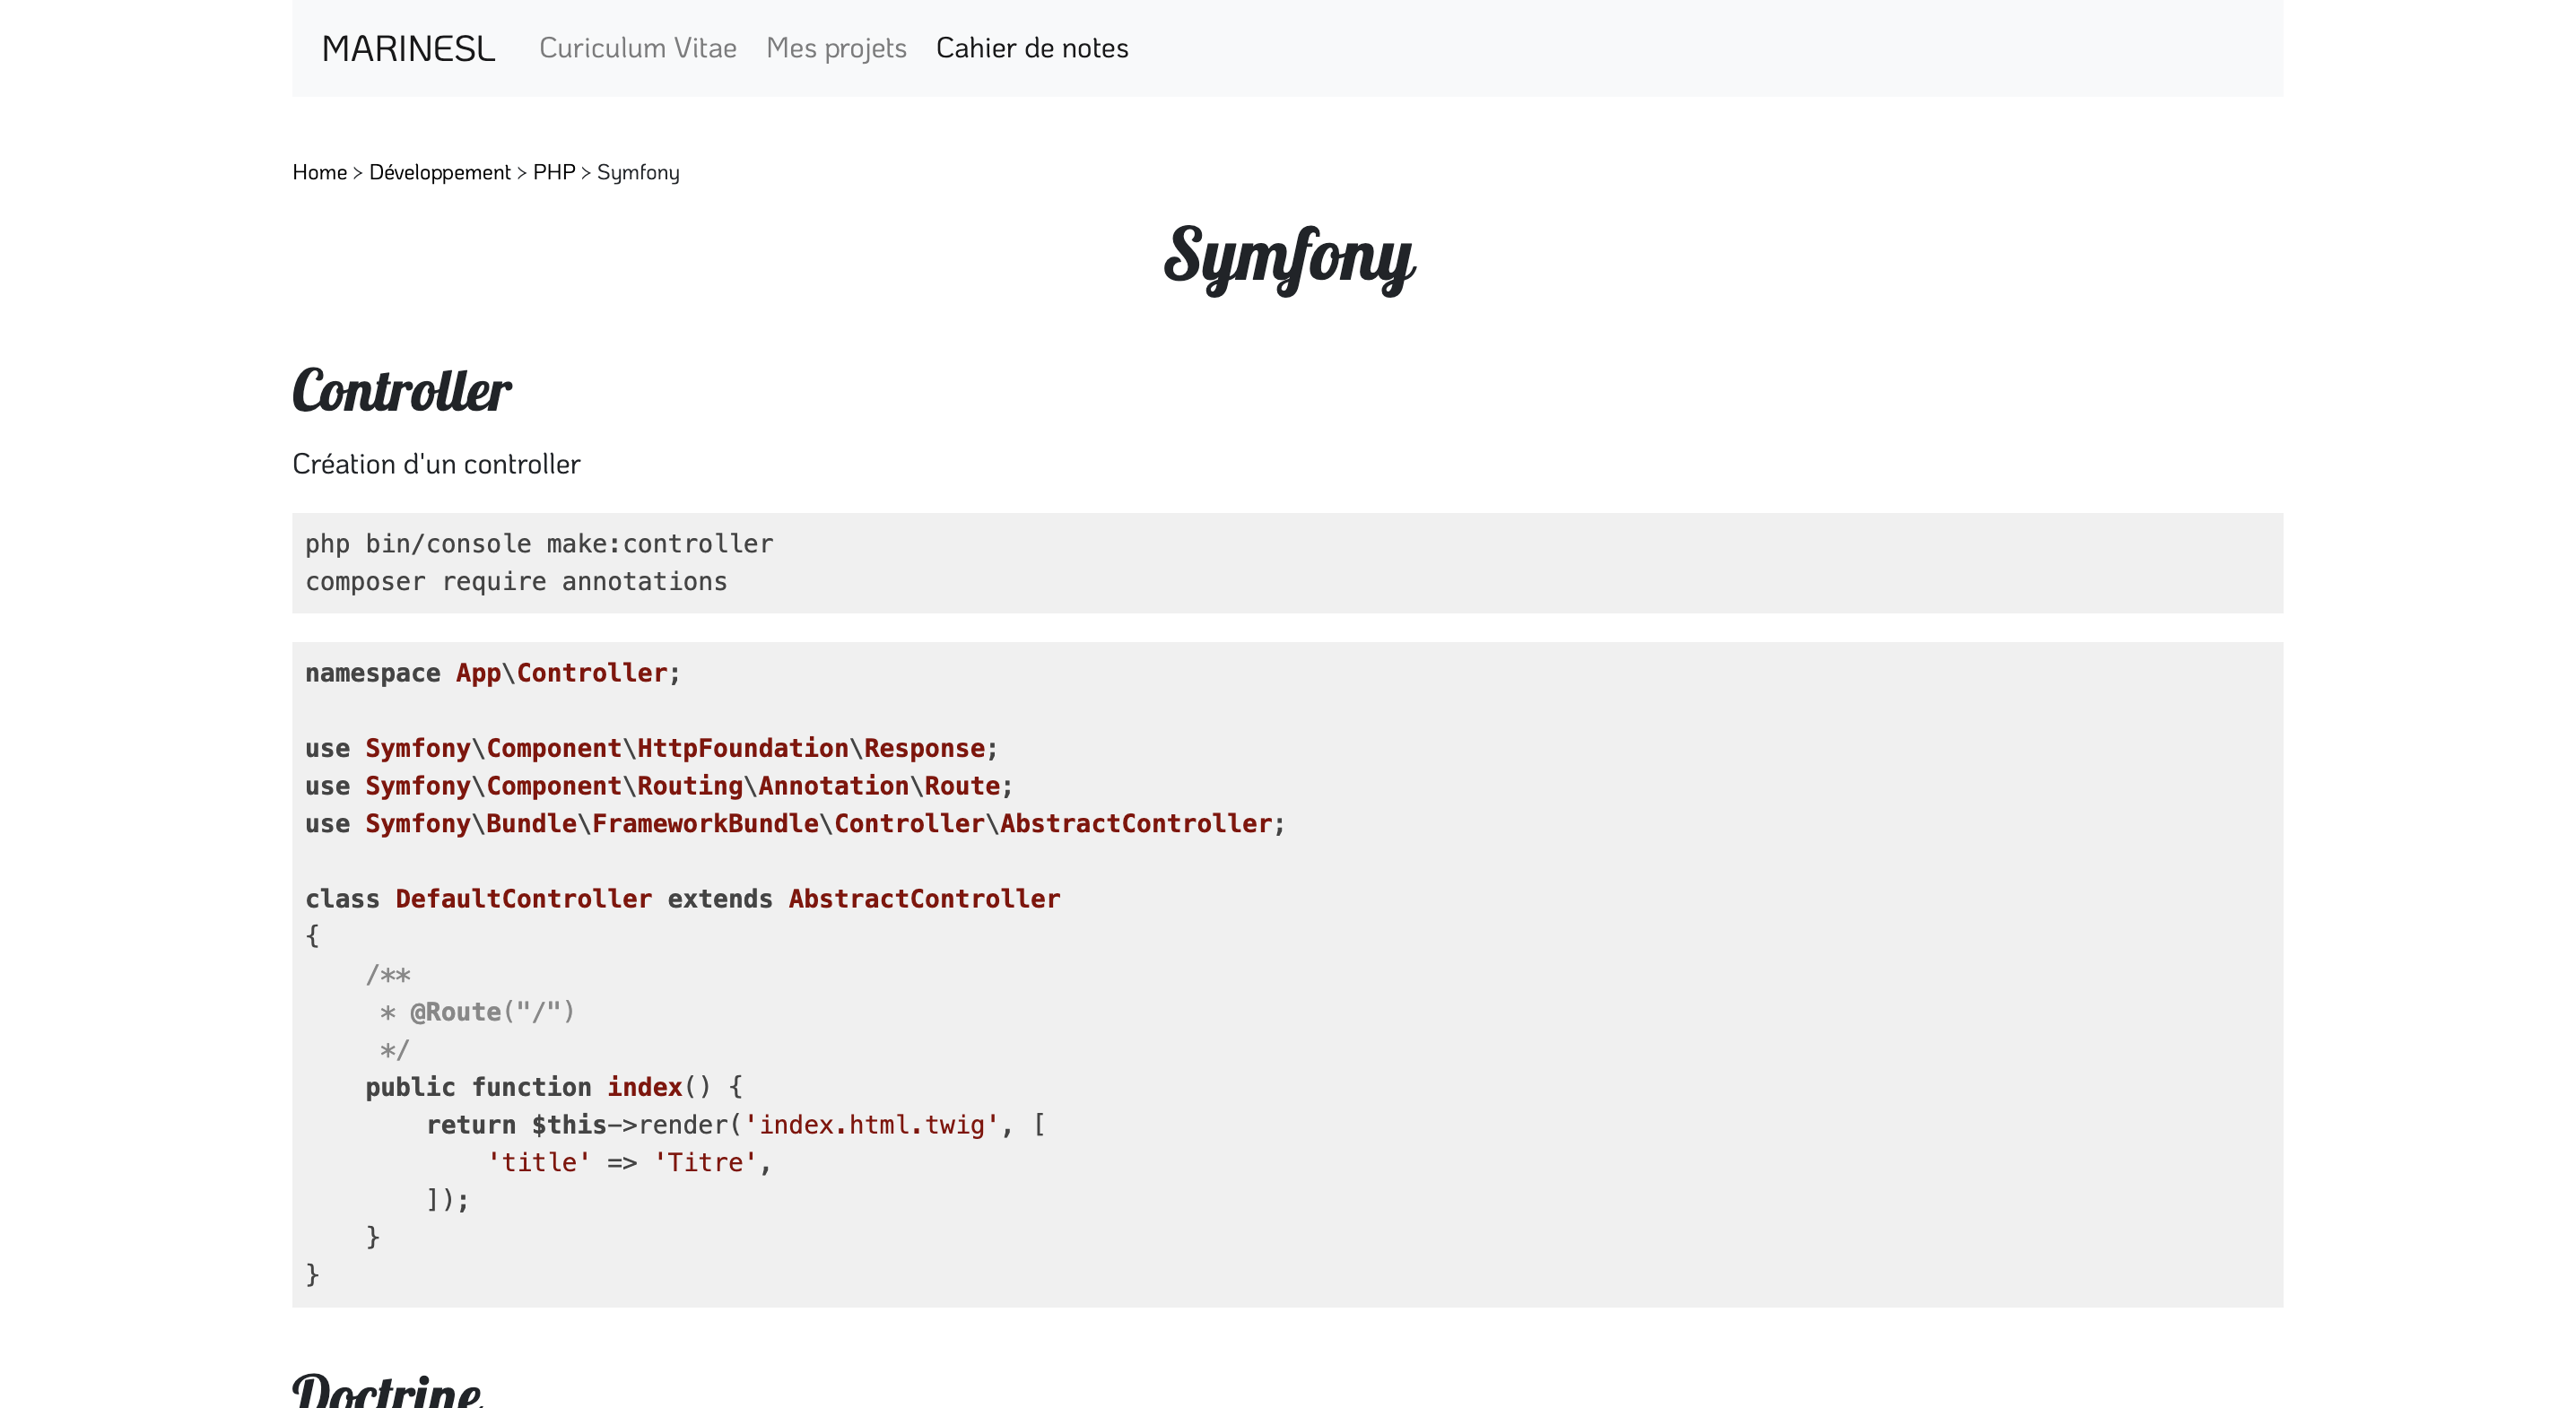 MARINESL Curiculum Vitae Mes projets Cahier de notes
Home > Développement > PHP > Symfony
Symfony
Controller
Création d'un controller
php bin/console make:controller
composer require annotations
namespace App\Controller;
use Symfony\Component\HttpFoundation\Response;
use Symfony\Component\Routing\Annotation\Route;
use Symfony\Bundle\FrameworkBundle\Controller\AbstractController;
class DefaultController extends AbstractController
{
    /**
     * @Route("/")
     */
    public function index() {
        return $this->render('index.html.twig', [
            'title' => 'Titre',
        ]);
    }
}
Doctrine